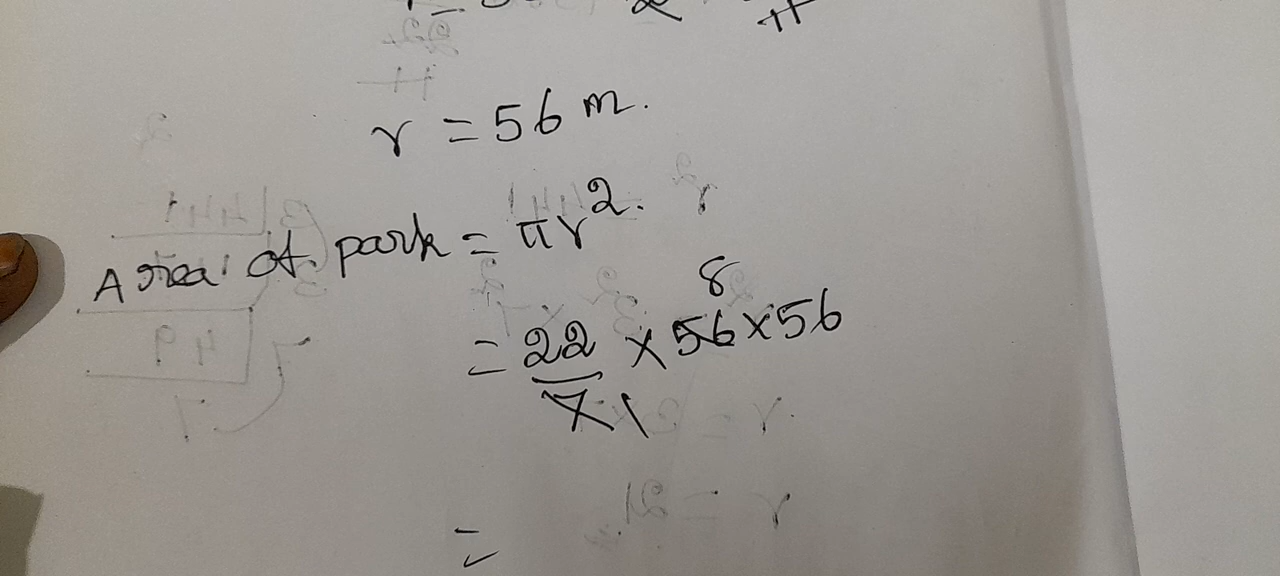 r = 56 m.
Area of park = πr².
8
= 22/7 × 56 × 56
1
=